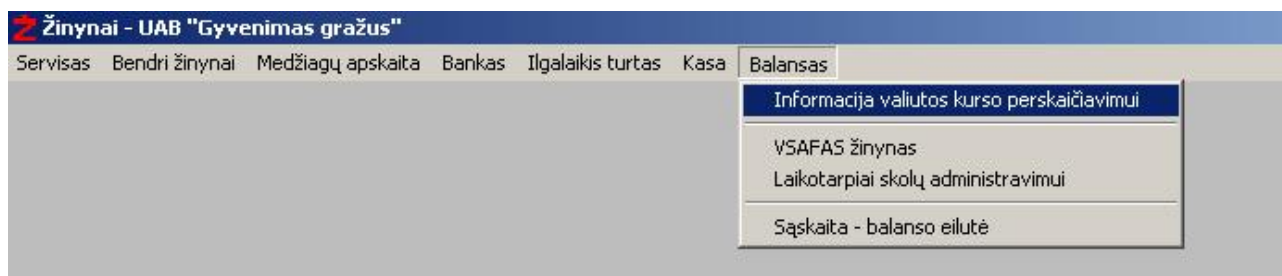 Ž Žinynai - UAB "Gyvenimas gražus"
Servisas Bendri žinynai Medžiagų apskaita Bankas Ilgalaikis turtas Kasa Balansas
Informacija valiutos kurso perskaičiavimui
VSAFAS žinynas
Laikotarpiai skolų administravimui
Sąskaita - balanso eilutė